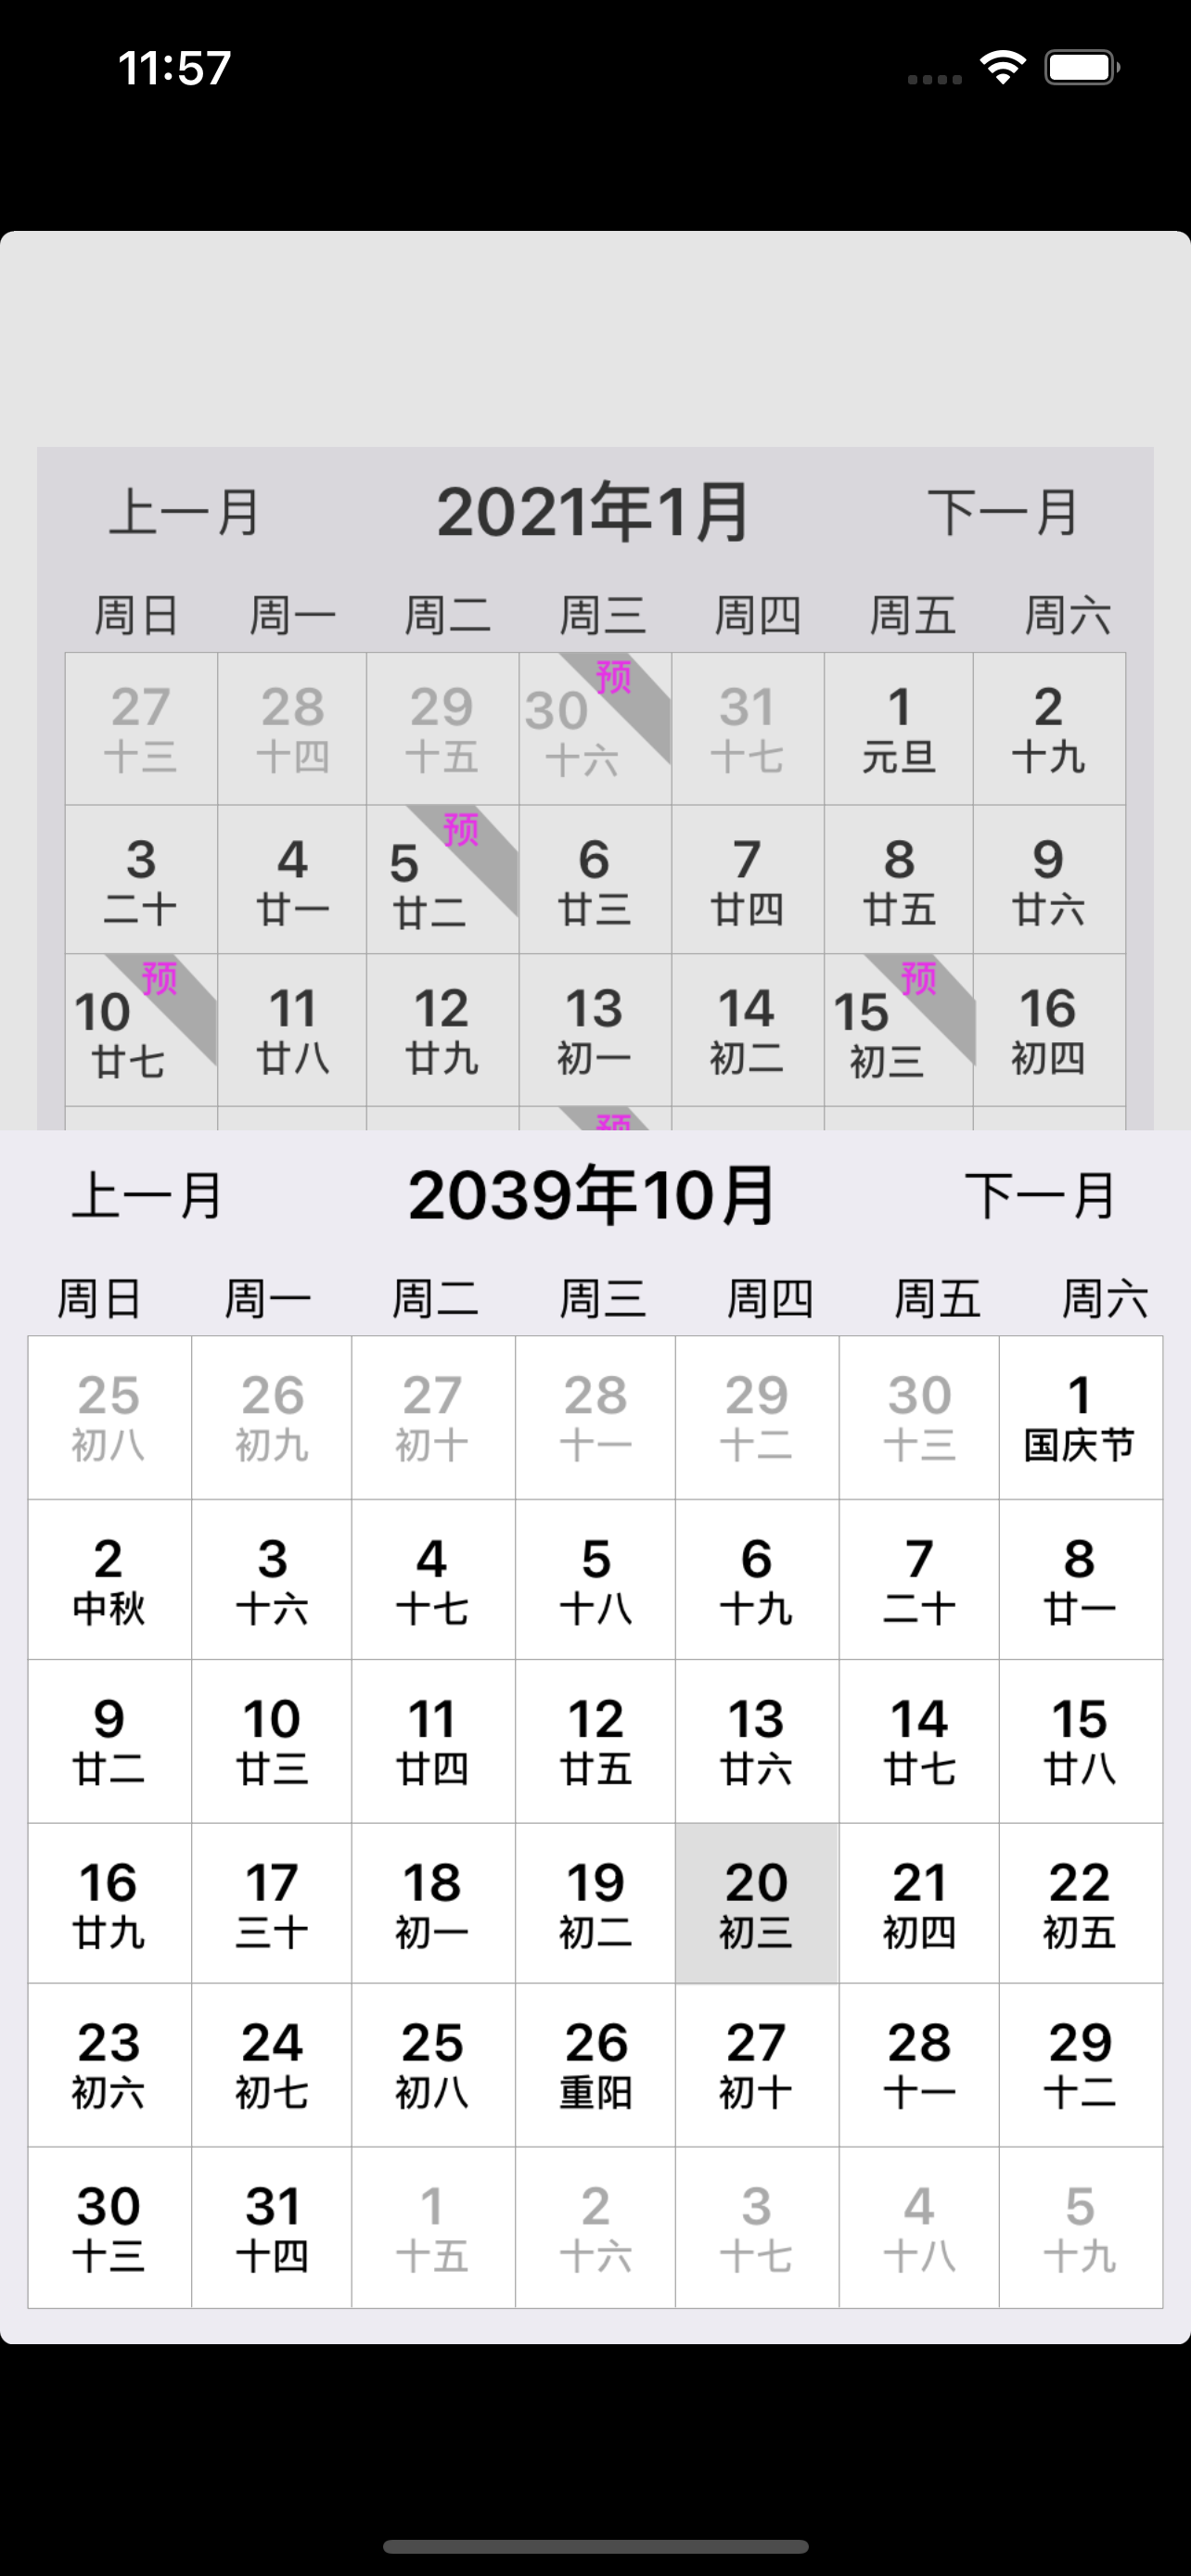 11:57
上一月 2021年1月 下一月
周日 周一 周二 周三 周四 周五 周六
预
27 28 29 30 31 1 2
十三 十四 十五 十六 十七 元旦 十九
预
3 4 5 6 7 8 9
二十 廿一 廿二 廿三 廿四 廿五 廿六
预 预
10 11 12 13 14 15 16
廿七 廿八 廿九 初一 初二 初三 初四
预
上一月 2039年10月 下一月
周日 周一 周二 周三 周四 周五 周六
25 26 27 28 29 30 1
初八 初九 初十 十一 十二 十三 国庆节
2 3 4 5 6 7 8
中秋 十六 十七 十八 十九 二十 廿一
9 10 11 12 13 14 15
廿二 廿三 廿四 廿五 廿六 廿七 廿八
16 17 18 19 20 21 22
廿九 三十 初一 初二 初三 初四 初五
23 24 25 26 27 28 29
初六 初七 初八 重阳 初十 十一 十二
30 31 1 2 3 4 5
十三 十四 十五 十六 十七 十八 十九